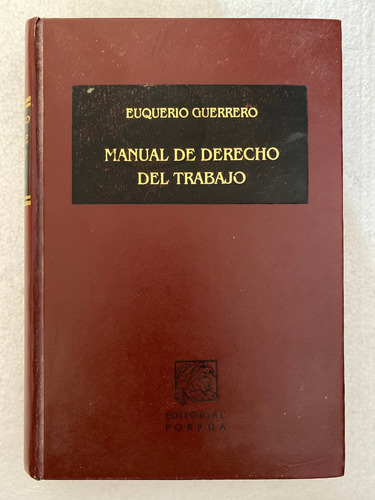 EUQUERIO GUERRERO
MANUAL DE DERECHO
DEL TRABAJO
EDITORIAL
PORRUA